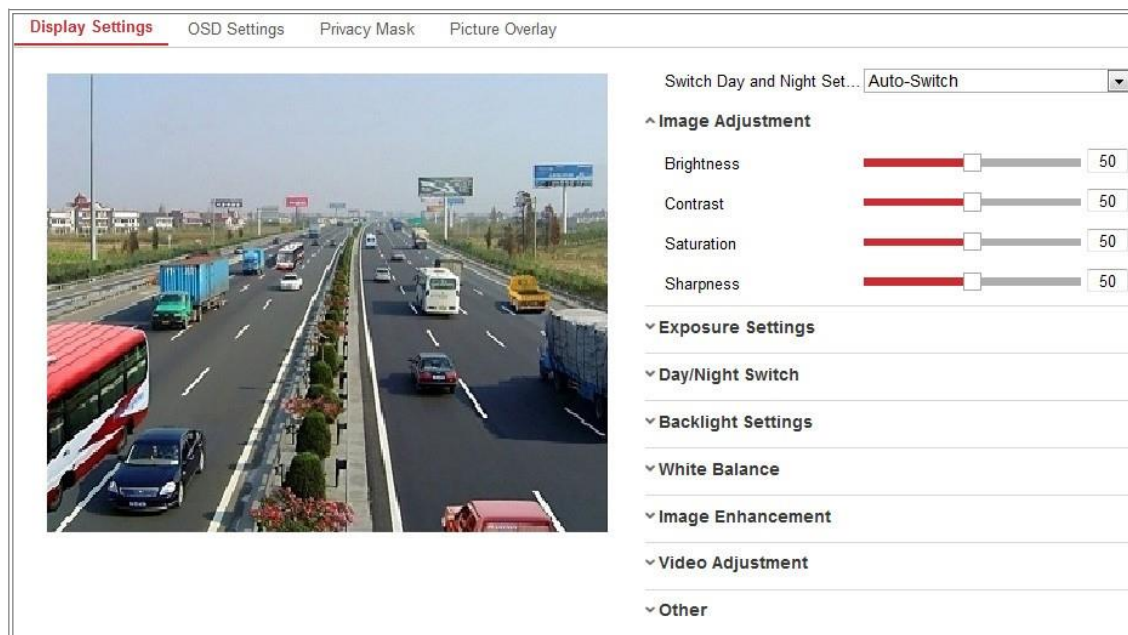 Display Settings OSD Settings Privacy Mask Picture Overlay
Switch Day and Night Set... Auto-Switch
Image Adjustment
Brightness 50
Contrast 50
Saturation 50
Sharpness 50
Exposure Settings
Day/Night Switch
Backlight Settings
White Balance
Image Enhancement
Video Adjustment
Other